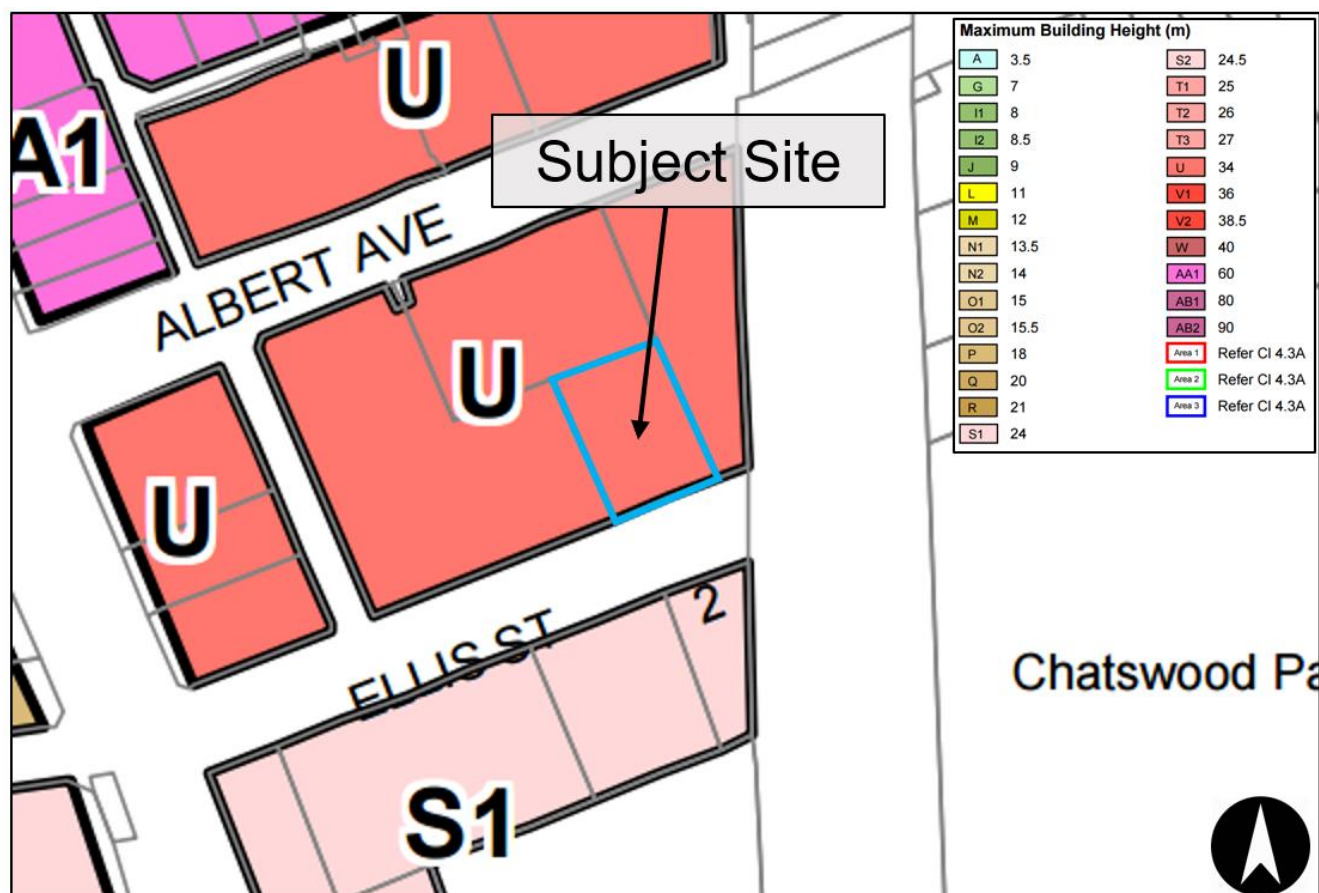 Maximum Building Height (m)
A 3.5
G 7
I1 8
I2 8.5
J 9
L 11
M 12
N1 13.5
N2 14
O1 15
O2 15.5
P 18
Q 20
R 21
S1 24
S2 24.5
T1 25
T2 26
T3 27
U 34
V1 36
V2 38.5
W 40
AA1 60
AB1 80
AB2 90
Area 1 Refer Cl 4.3A
Area 2 Refer Cl 4.3A
Area 3 Refer Cl 4.3A
U
A1
Subject Site
ALBERT AVE
U
U
2
ELLIS ST
Chatswood Pa
S1